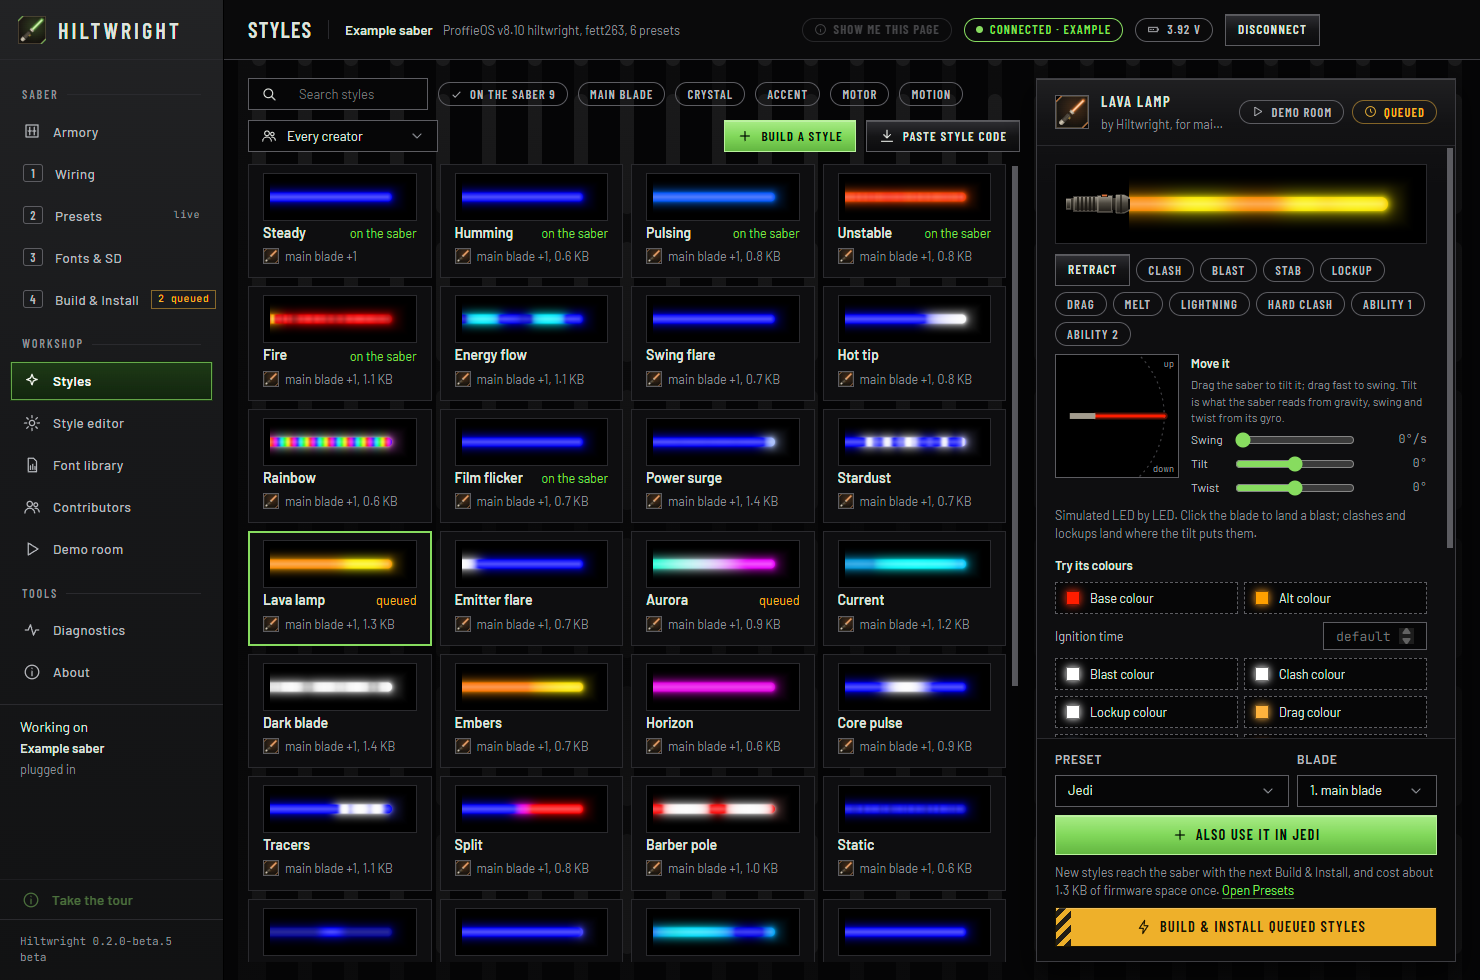 HILTWRIGHT
SABER
Armory
1 Wiring
2 Presets live
3 Fonts & SD
4 Build & Install 2 queued
WORKSHOP
Styles
Style editor
Font library
Contributors
Demo room
TOOLS
Diagnostics
About
Working on
Example saber
plugged in
Take the tour
Hiltwright 0.2.0-beta.5
beta
STYLES
Example saber ProffieOS v8.10 hiltwright, fett263, 6 presets
SHOW ME THIS PAGE
CONNECTED · EXAMPLE
3.92 V
DISCONNECT
Search styles
ON THE SABER 9
MAIN BLADE
CRYSTAL
ACCENT
MOTOR
MOTION
Every creator
BUILD A STYLE
PASTE STYLE CODE
Steady on the saber
main blade +1
Humming on the saber
main blade +1, 0.6 KB
Pulsing on the saber
main blade +1, 0.8 KB
Unstable on the saber
main blade +1, 0.8 KB
Fire on the saber
main blade +1, 1.1 KB
Energy flow
main blade +1, 1.1 KB
Swing flare
main blade +1, 0.7 KB
Hot tip
main blade +1, 0.8 KB
Rainbow
main blade +1, 0.6 KB
Film flicker on the saber
main blade +1, 0.7 KB
Power surge
main blade +1, 1.4 KB
Stardust
main blade +1, 0.7 KB
Lava lamp queued
main blade +1, 1.3 KB
Emitter flare
main blade +1, 0.7 KB
Aurora queued
main blade +1, 0.9 KB
Current
main blade +1, 1.2 KB
Dark blade
main blade +1, 1.4 KB
Embers
main blade +1, 0.7 KB
Horizon
main blade +1, 0.6 KB
Core pulse
main blade +1, 0.9 KB
Tracers
main blade +1, 1.1 KB
Split
main blade +1, 0.8 KB
Barber pole
main blade +1, 1.0 KB
Static
main blade +1, 0.6 KB
LAVA LAMP
by Hiltwright, for mai...
DEMO ROOM
QUEUED
RETRACT CLASH BLAST STAB LOCKUP
DRAG MELT LIGHTNING HARD CLASH ABILITY 1
ABILITY 2
up
down
Move it
Drag the saber to tilt it; drag fast to swing. Tilt
is what the saber reads from gravity, swing and
twist from its gyro.
Swing 0°/s
Tilt 0°
Twist 0°
Simulated LED by LED. Click the blade to land a blast; clashes and
lockups land where the tilt puts them.
Try its colours
Base colour Alt colour
Ignition time default
Blast colour Clash colour
Lockup colour Drag colour
PRESET BLADE
Jedi 1. main blade
ALSO USE IT IN JEDI
New styles reach the saber with the next Build & Install, and cost about
1.3 KB of firmware space once. Open Presets
BUILD & INSTALL QUEUED STYLES